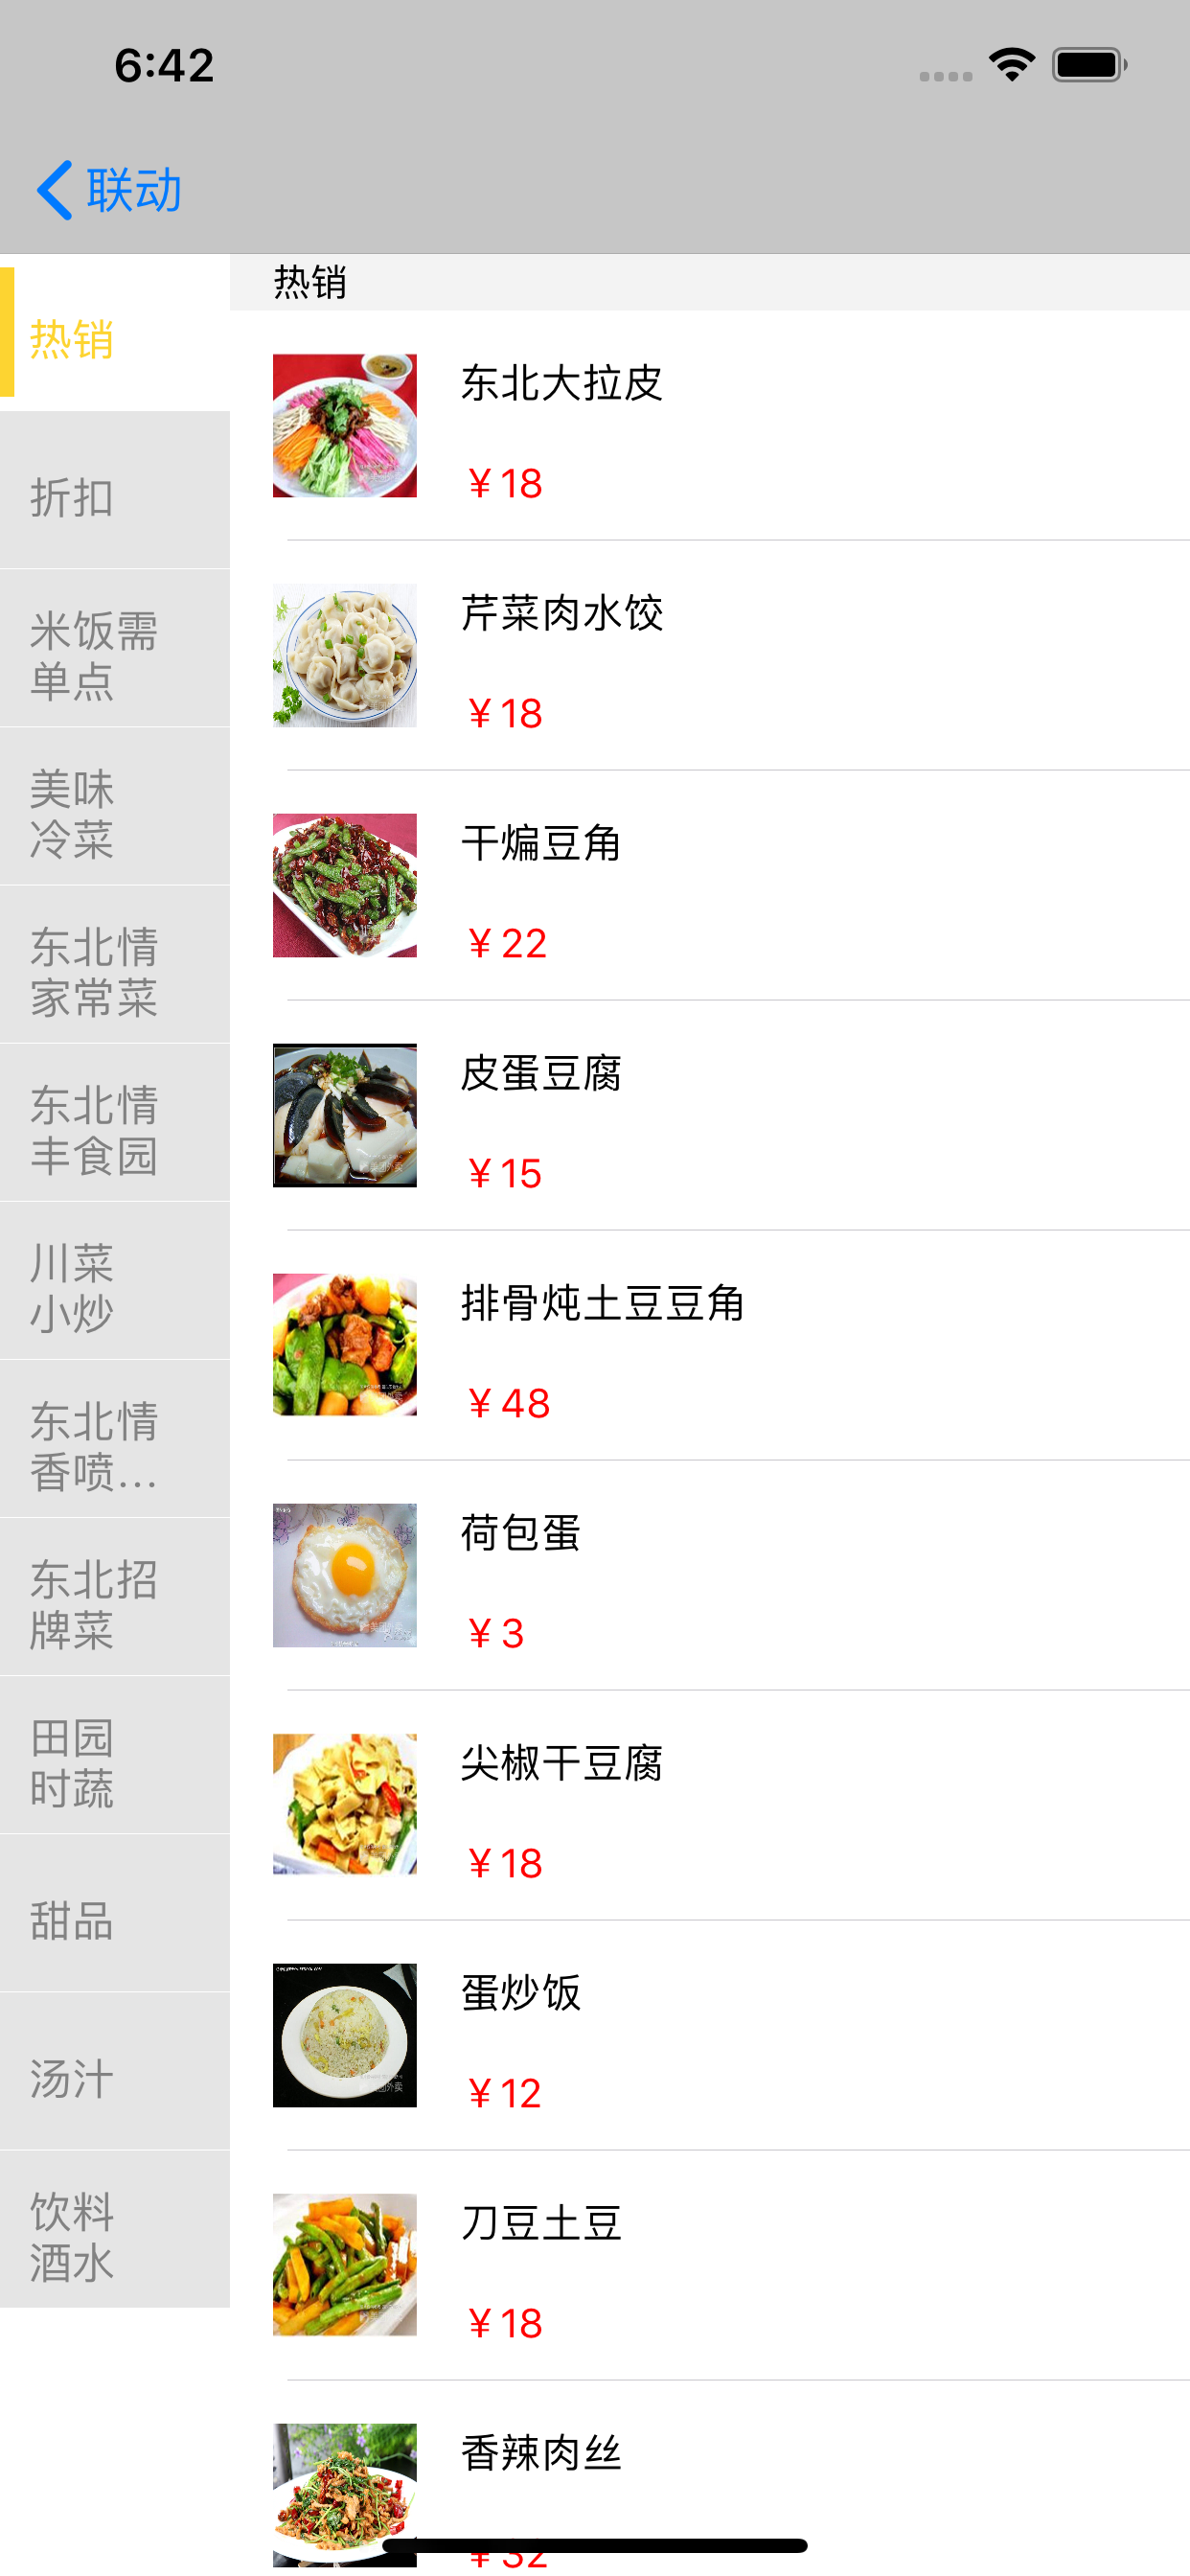 6:42
联动
热销
折扣
米饭需
单点
美味
冷菜
东北情
家常菜
东北情
丰食园
川菜
小炒
东北情
香喷…
东北招
牌菜
田园
时蔬
甜品
汤汁
饮料
酒水
热销
东北大拉皮
¥18
芹菜肉水饺
¥18
干煸豆角
¥22
皮蛋豆腐
¥15
排骨炖土豆豆角
¥48
荷包蛋
¥3
尖椒干豆腐
¥18
蛋炒饭
¥12
刀豆土豆
¥18
香辣肉丝
¥32